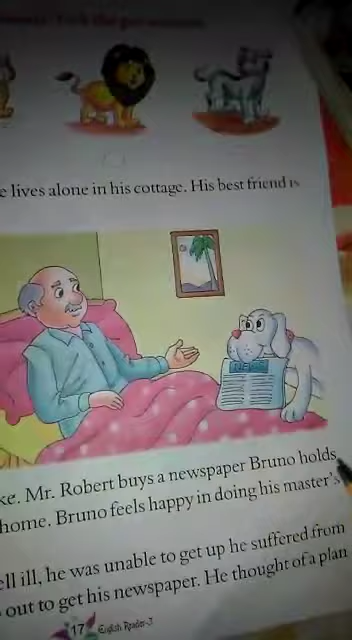 e lives alone in his cottage. His best friend is
NEWS
ke. Mr. Robert buys a newspaper Bruno holds
home. Bruno feels happy in doing his master's
ell ill, he was unable to get up he suffered from
out to get his newspaper. He thought of a plan
17 English Reader-3